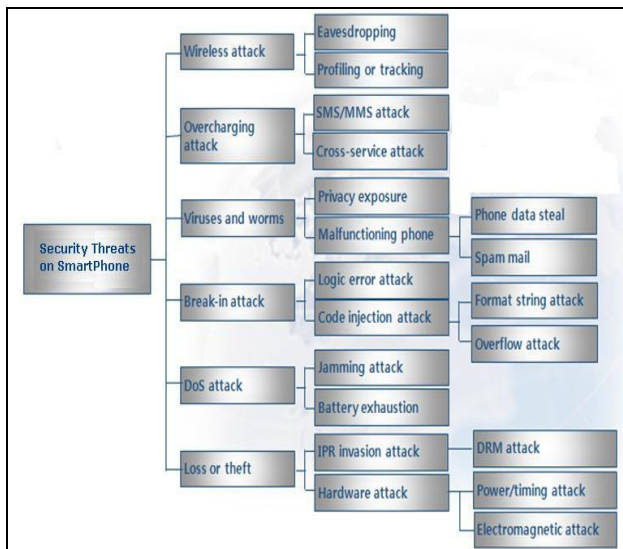 Security Threats
on SmartPhone
Wireless attack
Eavesdropping
Profiling or tracking
Overcharging
attack
SMS/MMS attack
Cross-service attack
Viruses and worms
Privacy exposure
Malfunctioning phone
Phone data steal
Spam mail
Break-in attack
Logic error attack
Code injection attack
Format string attack
Overflow attack
DoS attack
Jamming attack
Battery exhaustion
Loss or theft
IPR invasion attack
DRM attack
Hardware attack
Power/timing attack
Electromagnetic attack